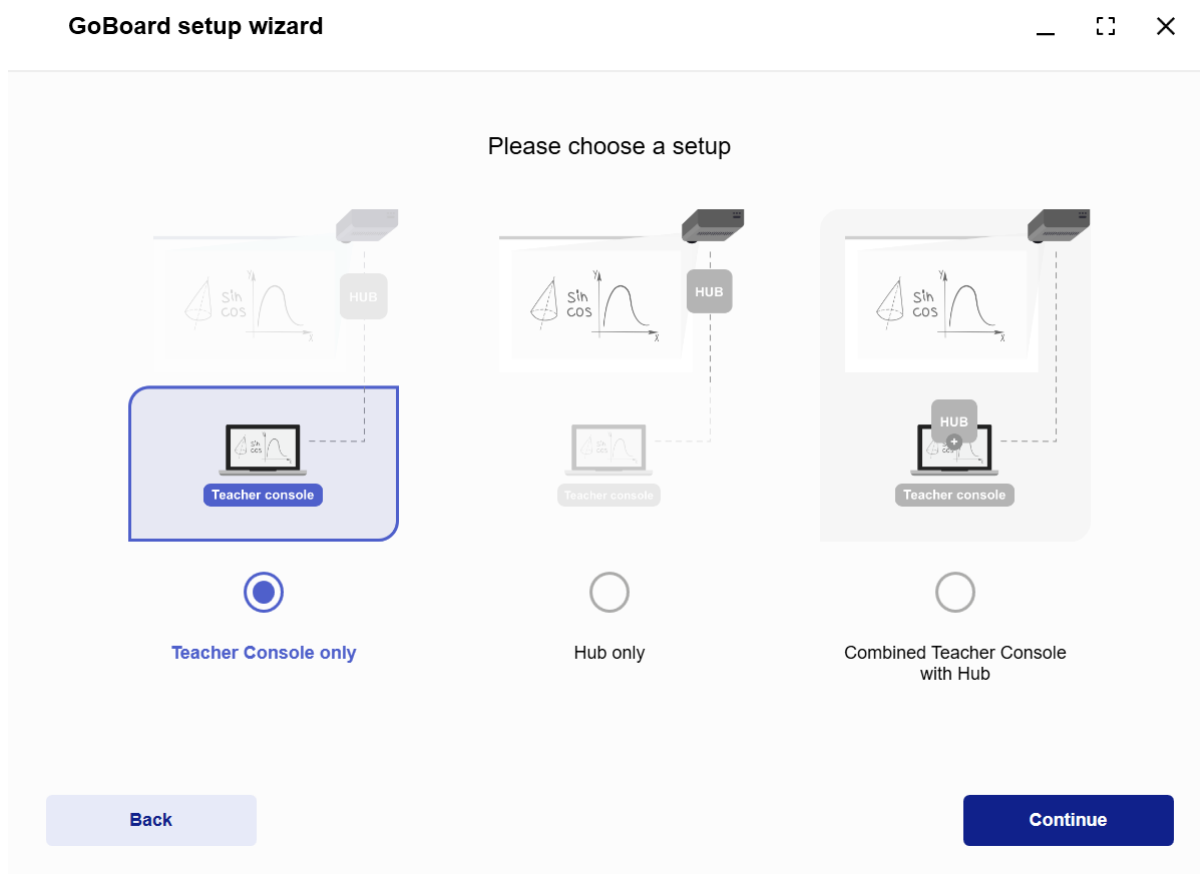 GoBoard setup wizard
Please choose a setup
HUB
Sin
cos
Y
X
Teacher console
Teacher Console only
HUB
Sin
cos
Y
X
Teacher console
Hub only
Sin
cos
Y
X
HUB
Teacher console
Combined Teacher Console
with Hub
Back
Continue